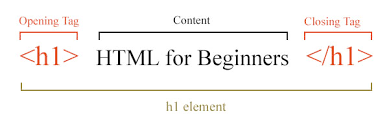 Opening Tag Content Closing Tag
<h1> HTML for Beginners </h1>
h1 element